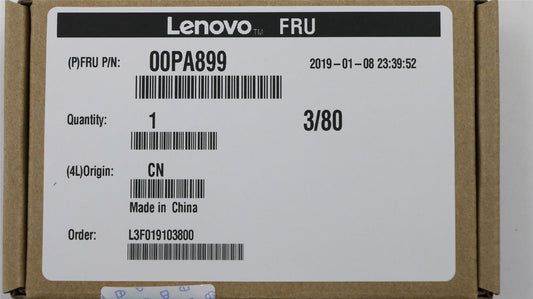 Lenovo™ FRU
(P)FRU P/N: 00PA899 2019-01-08 23:39:52
Quantity: 1 3/80
(4L)Origin: CN
Made in China
Order: L3F019103800